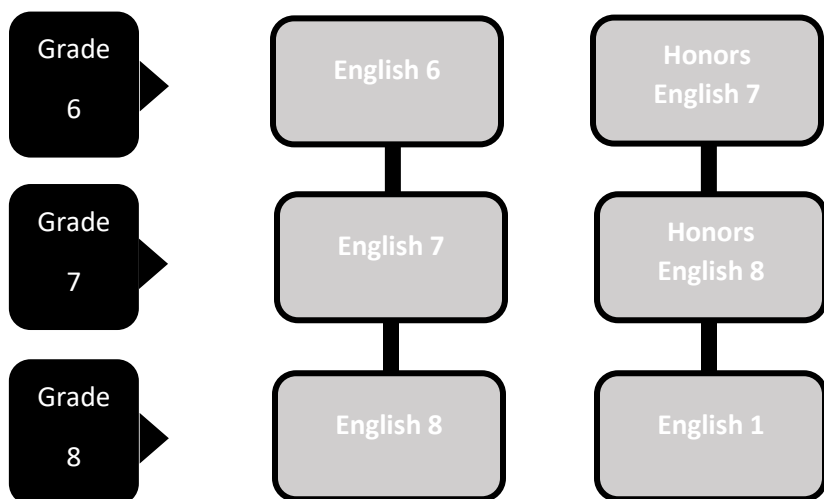 Grade
6
English 6
Honors
English 7
Grade
7
English 7
Honors
English 8
Grade
8
English 8
English 1